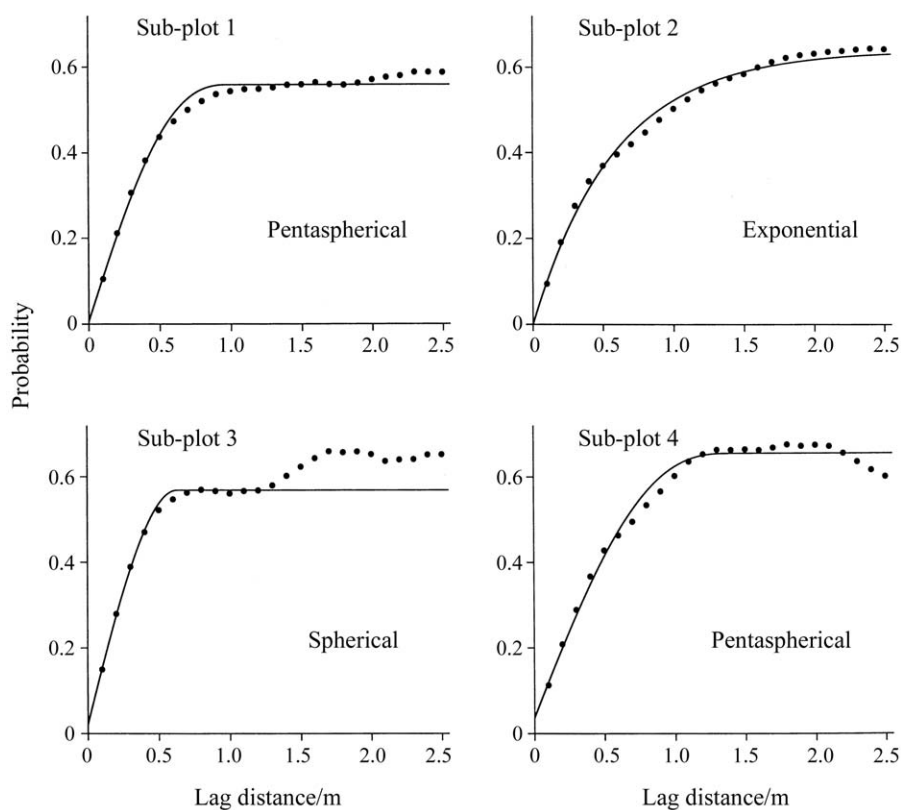 Sub-plot 1
0.6
0.4
0.2
0
0 0.5 1.0 1.5 2.0 2.5
Pentaspherical
Sub-plot 2
0.6
0.4
0.2
0
0 0.5 1.0 1.5 2.0 2.5
Exponential
Probability
Sub-plot 3
0.6
0.4
0.2
0
0 0.5 1.0 1.5 2.0 2.5
Spherical
Lag distance/m
Sub-plot 4
0.6
0.4
0.2
0
0 0.5 1.0 1.5 2.0 2.5
Pentaspherical
Lag distance/m